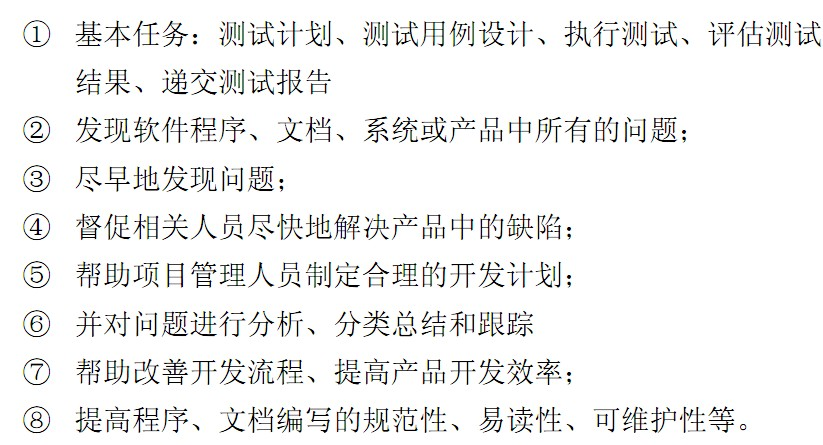 ① 基本任务：测试计划、测试用例设计、执行测试、评估测试
结果、递交测试报告
② 发现软件程序、文档、系统或产品中所有的问题；
③ 尽早地发现问题；
④ 督促相关人员尽快地解决产品中的缺陷；
⑤ 帮助项目管理人员制定合理的开发计划；
⑥ 并对问题进行分析、分类总结和跟踪
⑦ 帮助改善开发流程、提高产品开发效率；
⑧ 提高程序、文档编写的规范性、易读性、可维护性等。